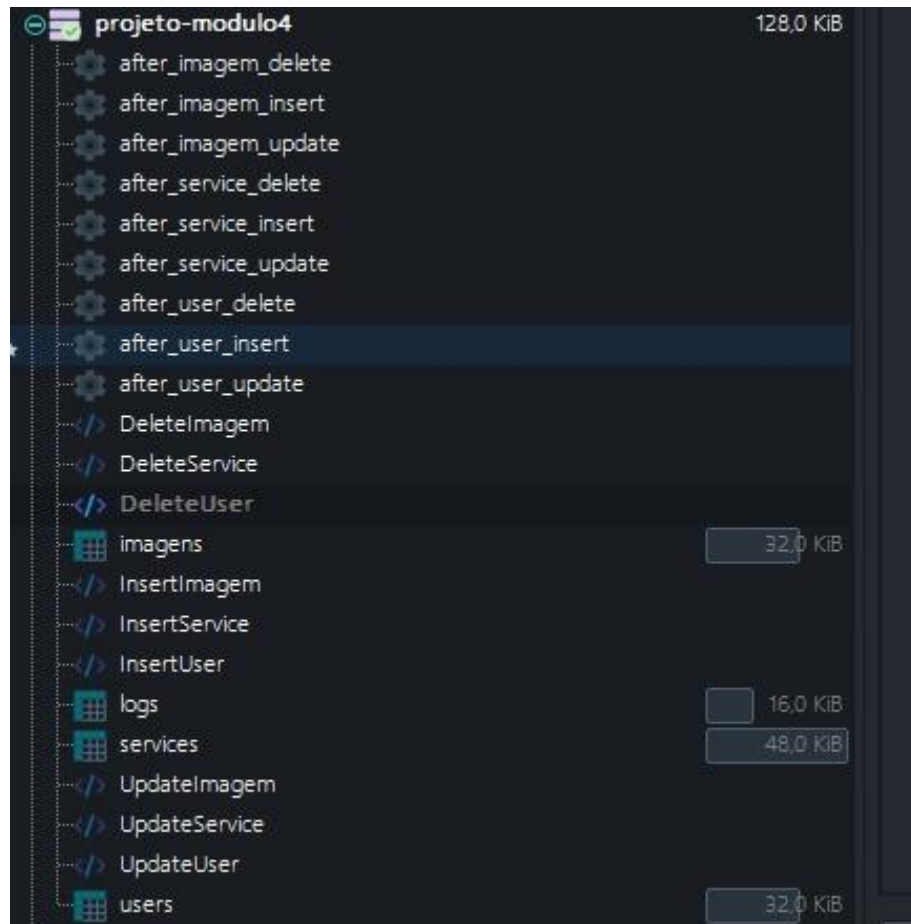 projeto-modulo4 128,0 KiB
after_imagem_delete
after_imagem_insert
after_imagem_update
after_service_delete
after_service_insert
after_service_update
after_user_delete
after_user_insert
after_user_update
DeleteImagem
DeleteService
DeleteUser
imagens 32,0 KiB
InsertImagem
InsertService
InsertUser
logs 16,0 KiB
services 48,0 KiB
UpdateImagem
UpdateService
UpdateUser
users 32,0 KiB